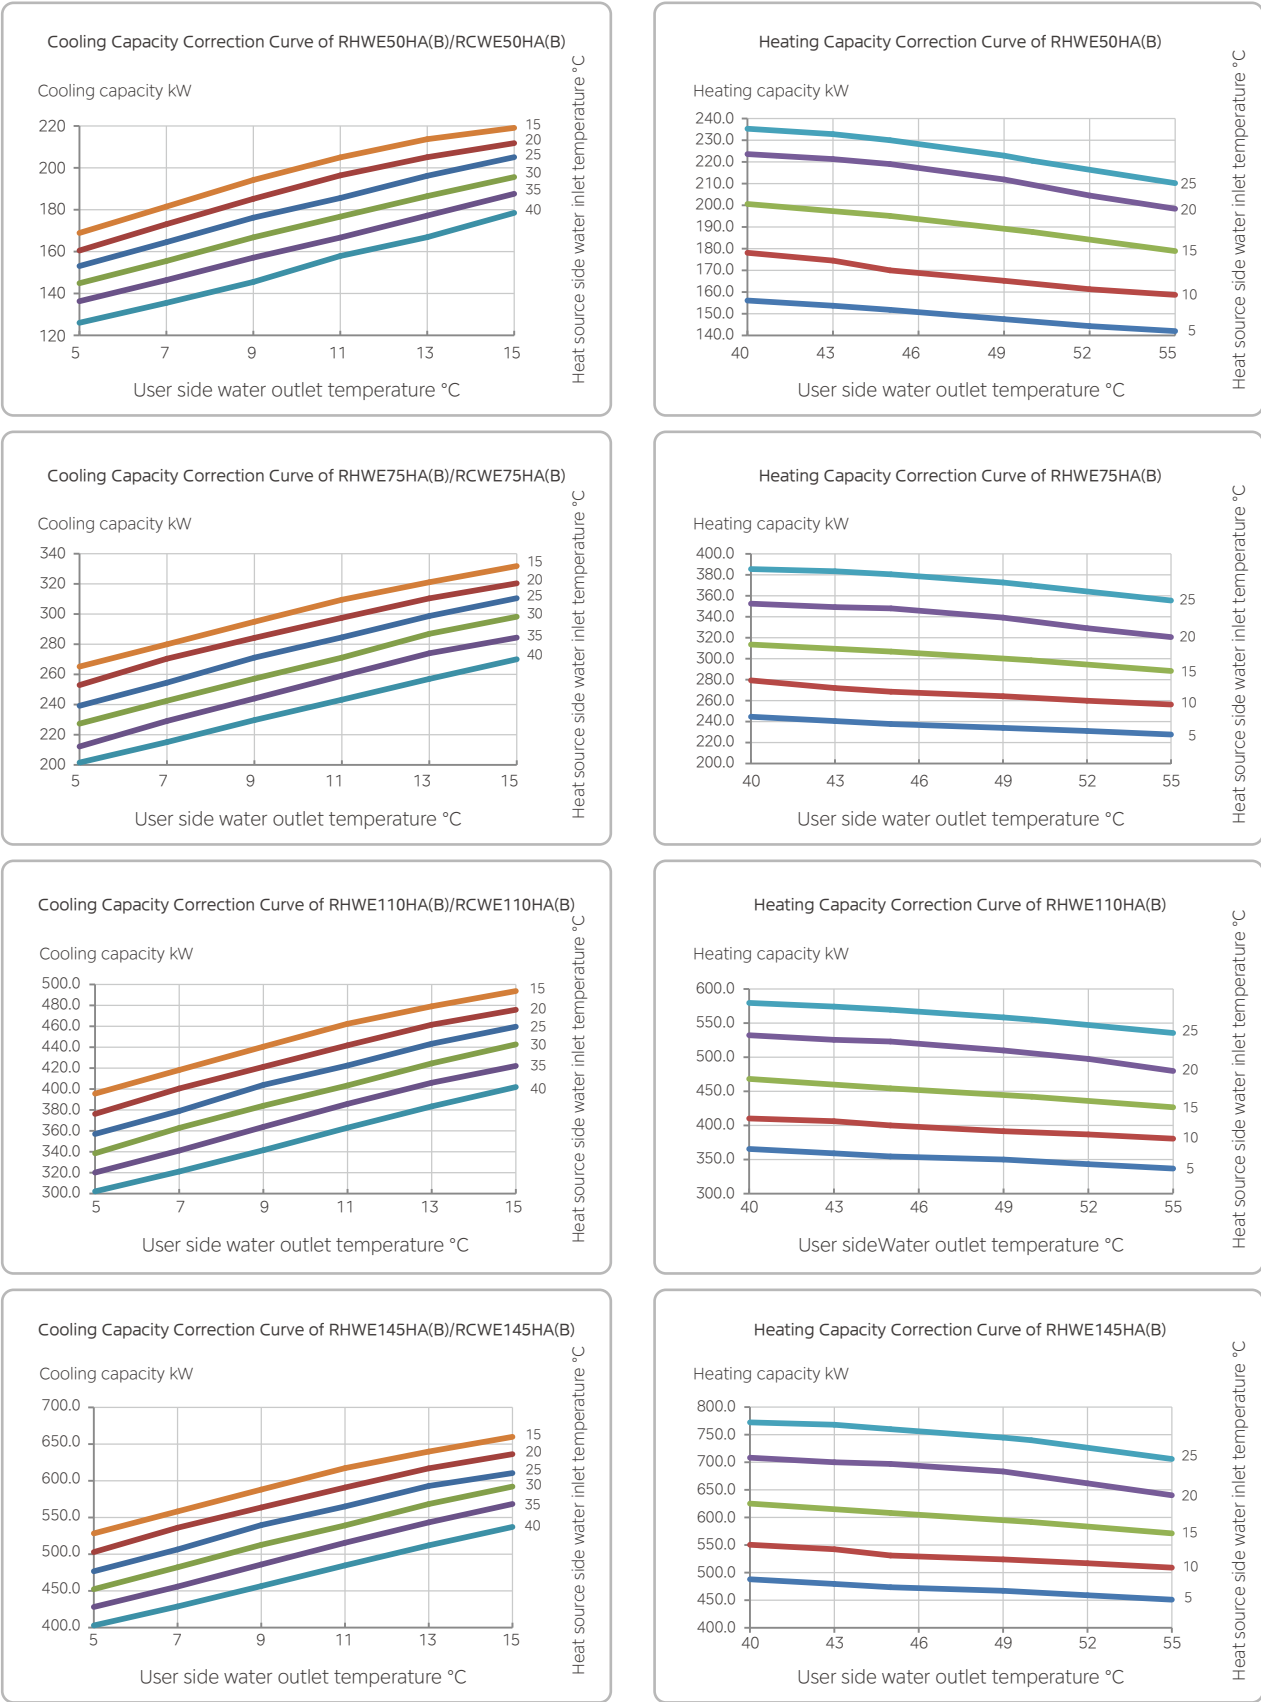 Cooling Capacity Correction Curve of RHWE50HA(B)/RCWE50HA(B)
Cooling capacity kW
220
200
180
160
140
120
5 7 9 11 13 15
15
20
25
30
35
40
User side water outlet temperature °C
Heat source side water inlet temperature °C
Heating Capacity Correction Curve of RHWE50HA(B)
Heating capacity kW
240.0
230.0
220.0
210.0
200.0
190.0
180.0
170.0
160.0
150.0
140.0
40 43 46 49 52 55
25
20
15
10
5
User side water outlet temperature °C
Heat source side water inlet temperature °C
Cooling Capacity Correction Curve of RHWE75HA(B)/RCWE75HA(B)
Cooling capacity kW
340
320
300
280
260
240
220
200
5 7 9 11 13 15
15
20
25
30
35
40
User side water outlet temperature °C
Heat source side water inlet temperature °C
Heating Capacity Correction Curve of RHWE75HA(B)
Heating capacity kW
400.0
380.0
360.0
340.0
320.0
300.0
280.0
260.0
240.0
220.0
200.0
40 43 46 49 52 55
25
20
15
10
5
User side water outlet temperature °C
Heat source side water inlet temperature °C
Cooling Capacity Correction Curve of RHWE110HA(B)/RCWE110HA(B)
Cooling capacity kW
500.0
480.0
460.0
440.0
420.0
400.0
380.0
360.0
340.0
320.0
300.0
5 7 9 11 13 15
15
20
25
30
35
40
User side water outlet temperature °C
Heat source side water inlet temperature °C
Heating Capacity Correction Curve of RHWE110HA(B)
Heating capacity kW
600.0
550.0
500.0
450.0
400.0
350.0
300.0
40 43 46 49 52 55
25
20
15
10
5
User sideWater outlet temperature °C
Heat source side water inlet temperature °C
Cooling Capacity Correction Curve of RHWE145HA(B)/RCWE145HA(B)
Cooling capacity kW
700.0
650.0
600.0
550.0
500.0
450.0
400.0
5 7 9 11 13 15
15
20
25
30
35
40
User side water outlet temperature °C
Heat source side water inlet temperature °C
Heating Capacity Correction Curve of RHWE145HA(B)
Heating capacity kW
800.0
750.0
700.0
650.0
600.0
550.0
500.0
450.0
400.0
40 43 46 49 52 55
25
20
15
10
5
User side water outlet temperature °C
Heat source side water inlet temperature °C